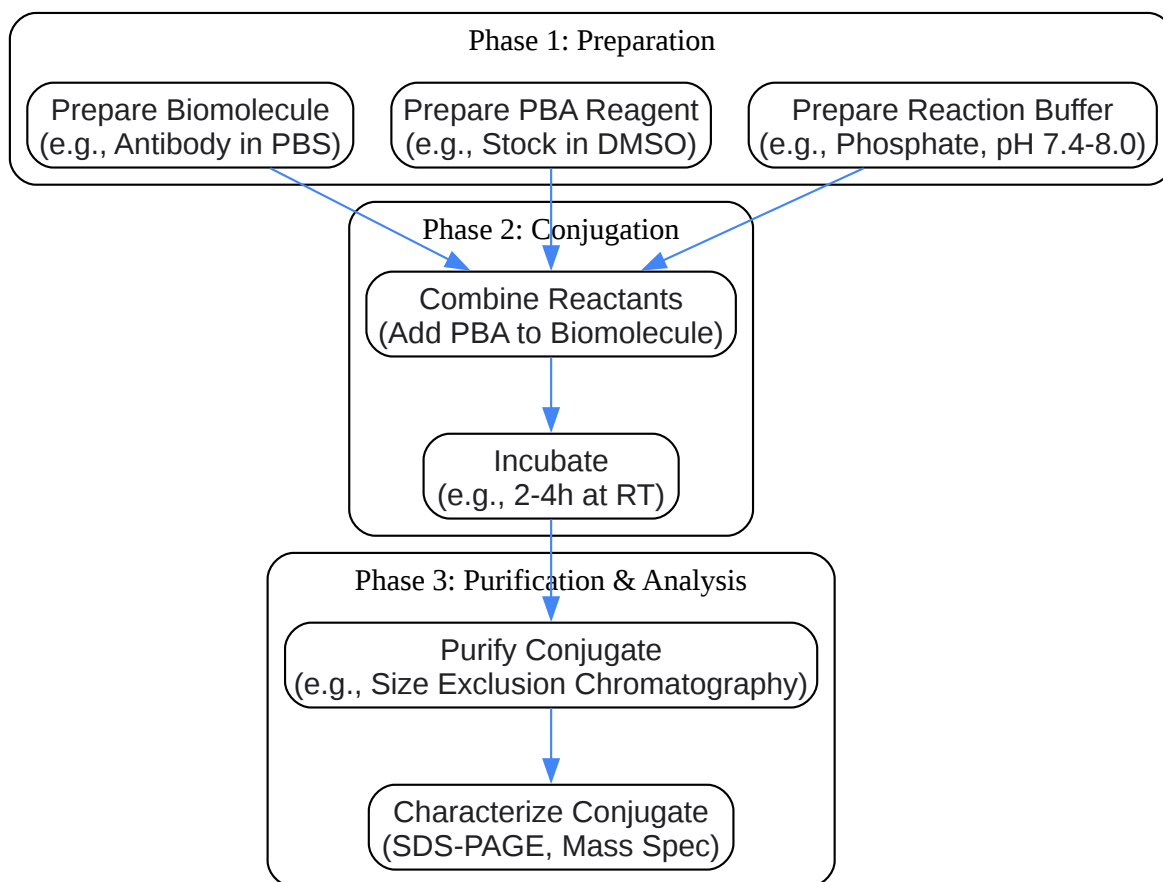 Phase 1: Preparation
Prepare Biomolecule
(e.g., Antibody in PBS)
Prepare PBA Reagent
(e.g., Stock in DMSO)
Prepare Reaction Buffer
(e.g., Phosphate, pH 7.4-8.0)
Phase 2: Conjugation
Combine Reactants
(Add PBA to Biomolecule)
Incubate
(e.g., 2-4h at RT)
Phase 3: Purification & Analysis
Purify Conjugate
(e.g., Size Exclusion Chromatography)
Characterize Conjugate
(SDS-PAGE, Mass Spec)